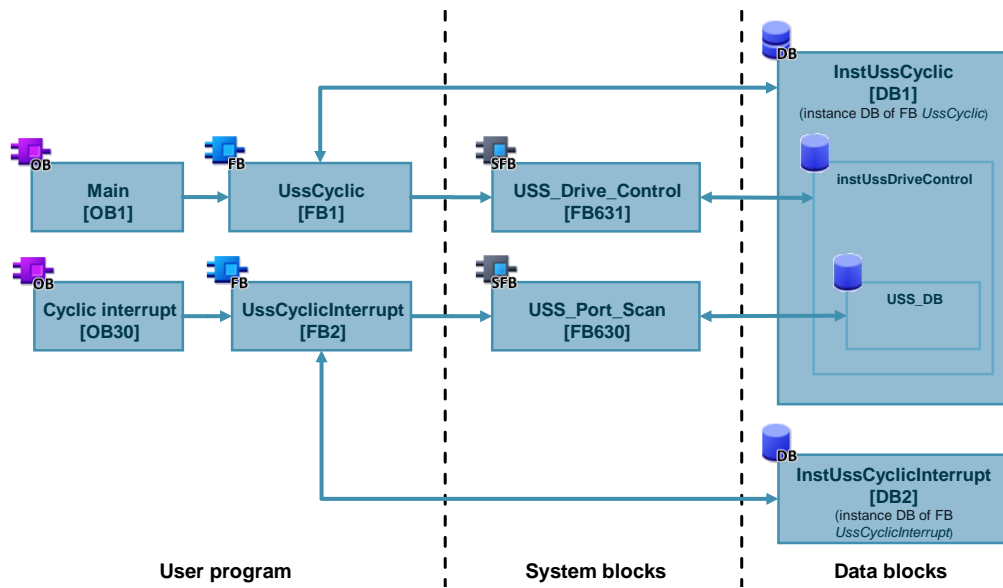 DB
InstUssCyclic
[DB1]
(instance DB of FB UssCyclic)
OB
Main
[OB1]
FB
UssCyclic
[FB1]
SFB
USS_Drive_Control
[FB631]
instUssDriveControl
OB
Cyclic interrupt
[OB30]
FB
UssCyclicInterrupt
[FB2]
SFB
USS_Port_Scan
[FB630]
USS_DB
DB
InstUssCyclicInterrupt
[DB2]
(instance DB of FB
UssCyclicInterrupt)
User program
System blocks
Data blocks